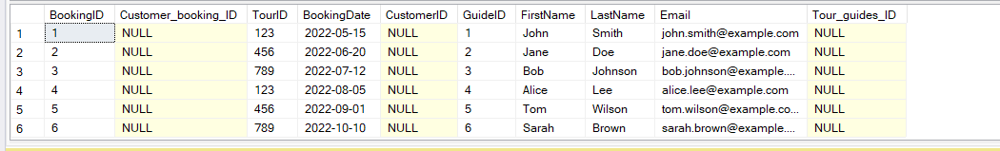 BookingID Customer_booking_ID TourID BookingDate CustomerID GuideID FirstName LastName Email Tour_guides_ID
1 1 NULL 123 2022-05-15 NULL 1 John Smith john.smith@example.com NULL
2 2 NULL 456 2022-06-20 NULL 2 Jane Doe jane.doe@example.com NULL
3 3 NULL 789 2022-07-12 NULL 3 Bob Johnson bob.johnson@example.... NULL
4 4 NULL 123 2022-08-05 NULL 4 Alice Lee alice.lee@example.com NULL
5 5 NULL 456 2022-09-01 NULL 5 Tom Wilson tom.wilson@example.co... NULL
6 6 NULL 789 2022-10-10 NULL 6 Sarah Brown sarah.brown@example.... NULL